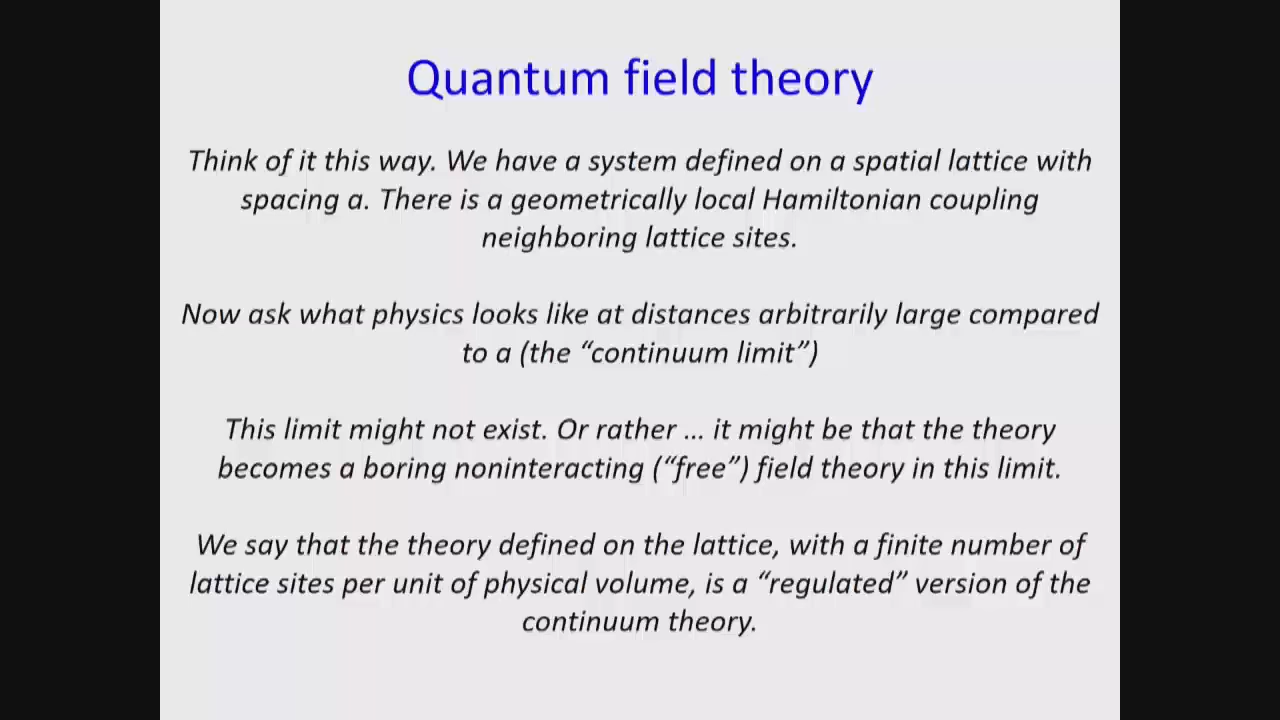 Quantum field theory
Think of it this way. We have a system defined on a spatial lattice with
spacing a. There is a geometrically local Hamiltonian coupling
neighboring lattice sites.
Now ask what physics looks like at distances arbitrarily large compared
to a (the “continuum limit”)
This limit might not exist. Or rather … it might be that the theory
becomes a boring noninteracting (“free”) field theory in this limit.
We say that the theory defined on the lattice, with a finite number of
lattice sites per unit of physical volume, is a “regulated” version of the
continuum theory.